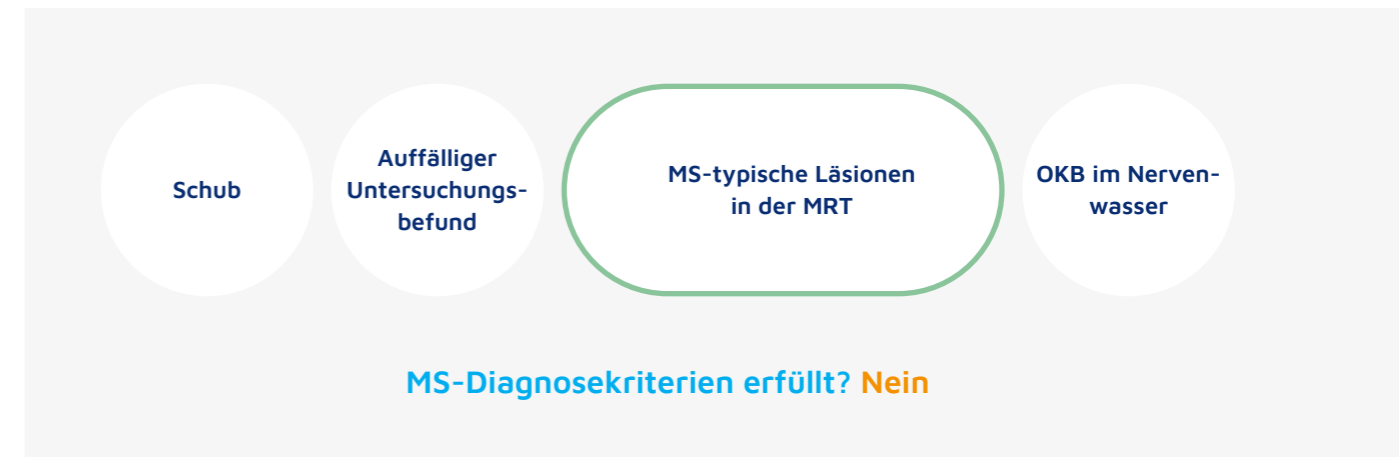 Schub
Auffälliger
Untersuchungs-
befund
MS-typische Läsionen
in der MRT
OKB im Nerven-
wasser
MS-Diagnosekriterien erfüllt? Nein